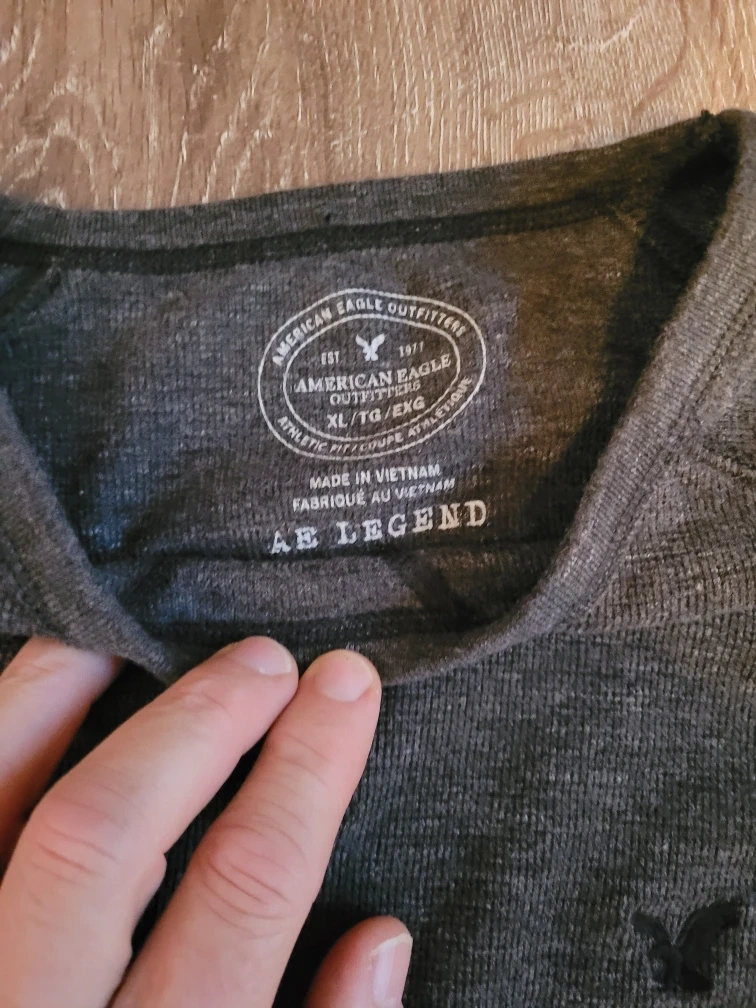 AMERICAN EAGLE OUTFITTERS
EST 1977
AMERICAN EAGLE
OUTFITTERS
XL/TG/EXG
ATHLETIC FIT/COUPE ATHLÉTIQUE
MADE IN VIETNAM
FABRIQUÉ AU VIETNAM
AE LEGEND